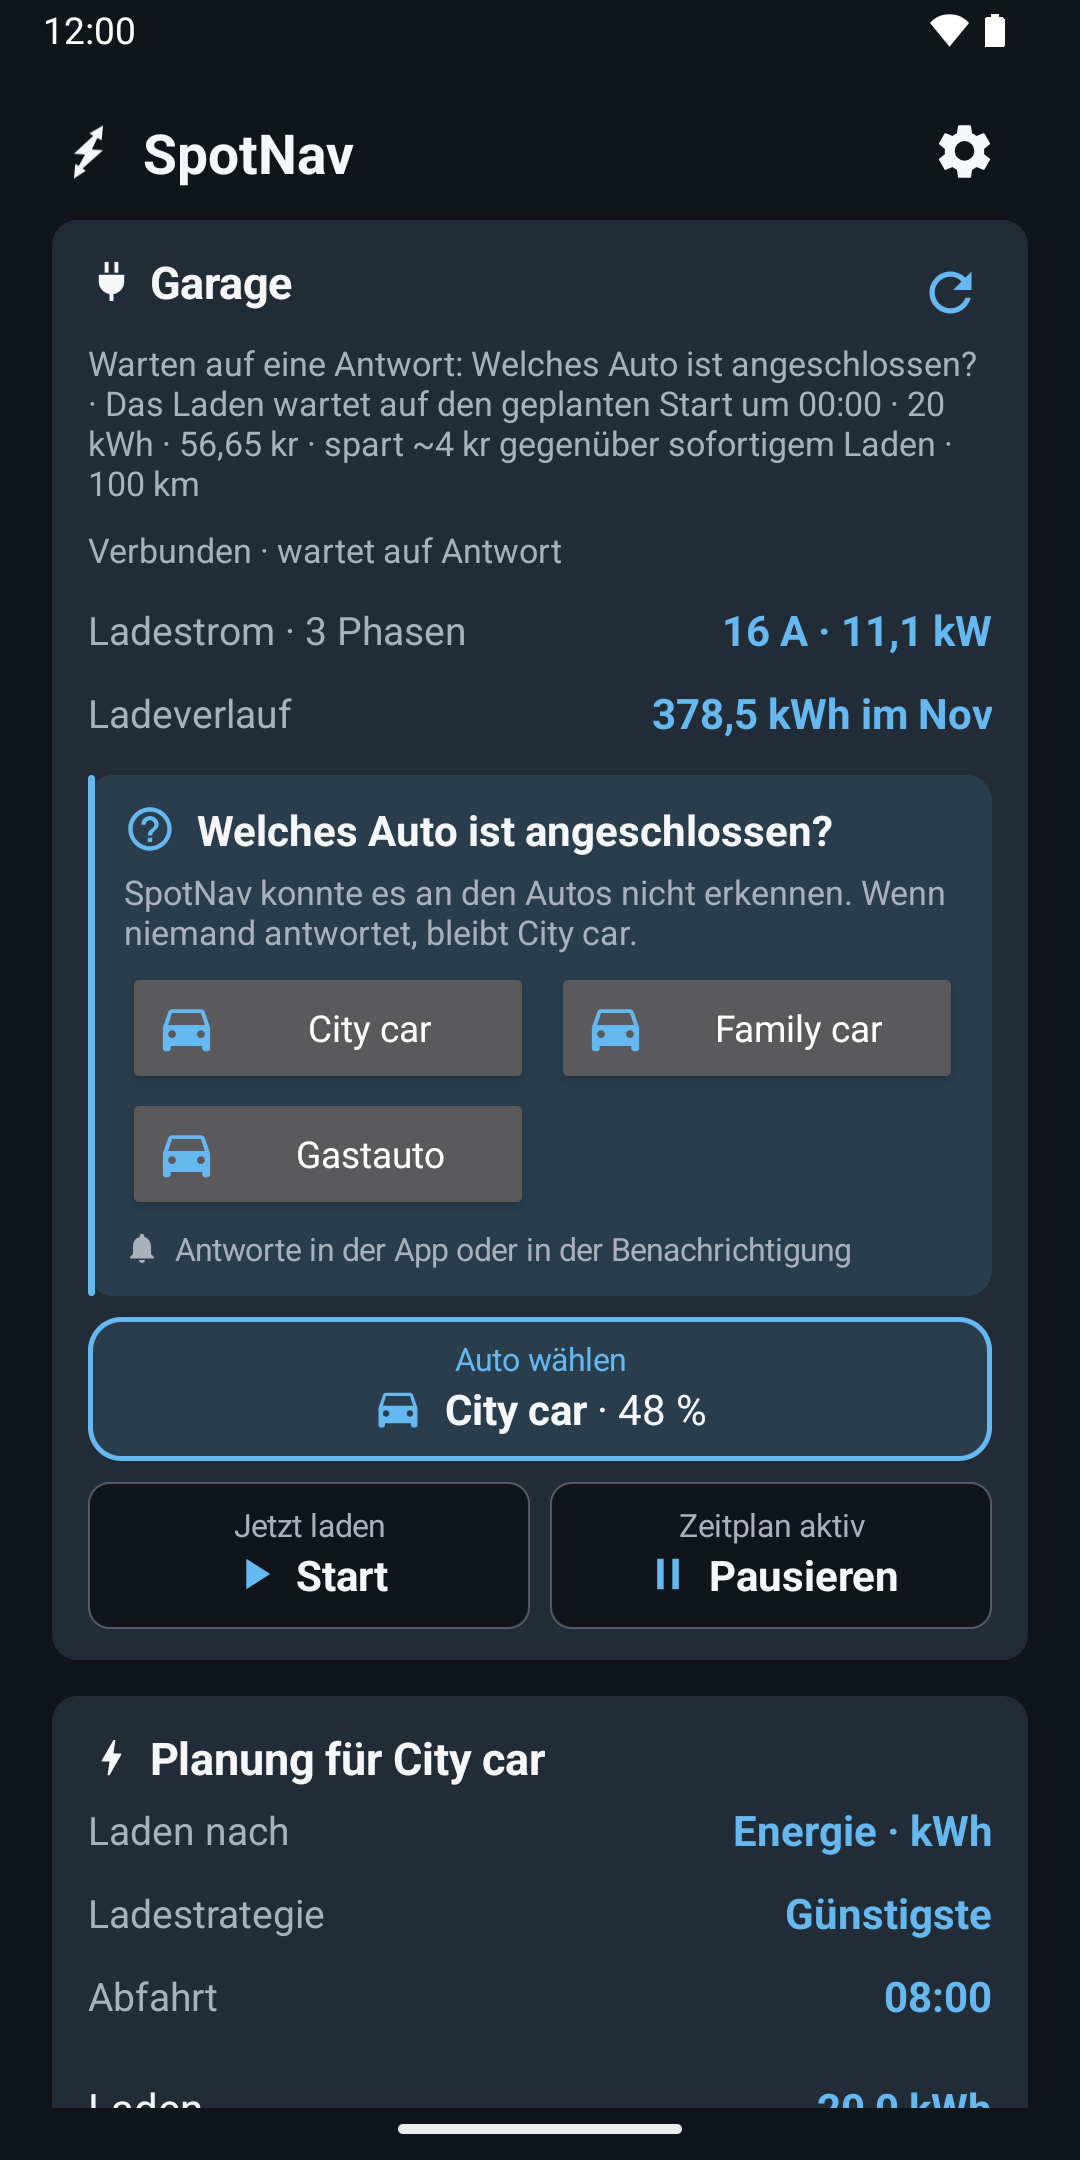 12:00
SpotNav
Garage
Warten auf eine Antwort: Welches Auto ist angeschlossen?
· Das Laden wartet auf den geplanten Start um 00:00 · 20
kWh · 56,65 kr · spart ~4 kr gegenüber sofortigem Laden ·
100 km
Verbunden · wartet auf Antwort
Ladestrom · 3 Phasen 16 A · 11,1 kW
Ladeverlauf 378,5 kWh im Nov
Welches Auto ist angeschlossen?
SpotNav konnte es an den Autos nicht erkennen. Wenn
niemand antwortet, bleibt City car.
City car Family car
Gastauto
Antworte in der App oder in der Benachrichtigung
Auto wählen
City car · 48 %
Jetzt laden Zeitplan aktiv
Start Pausieren
Planung für City car
Laden nach Energie · kWh
Ladestrategie Günstigste
Abfahrt 08:00
Laden 20,0 kWh